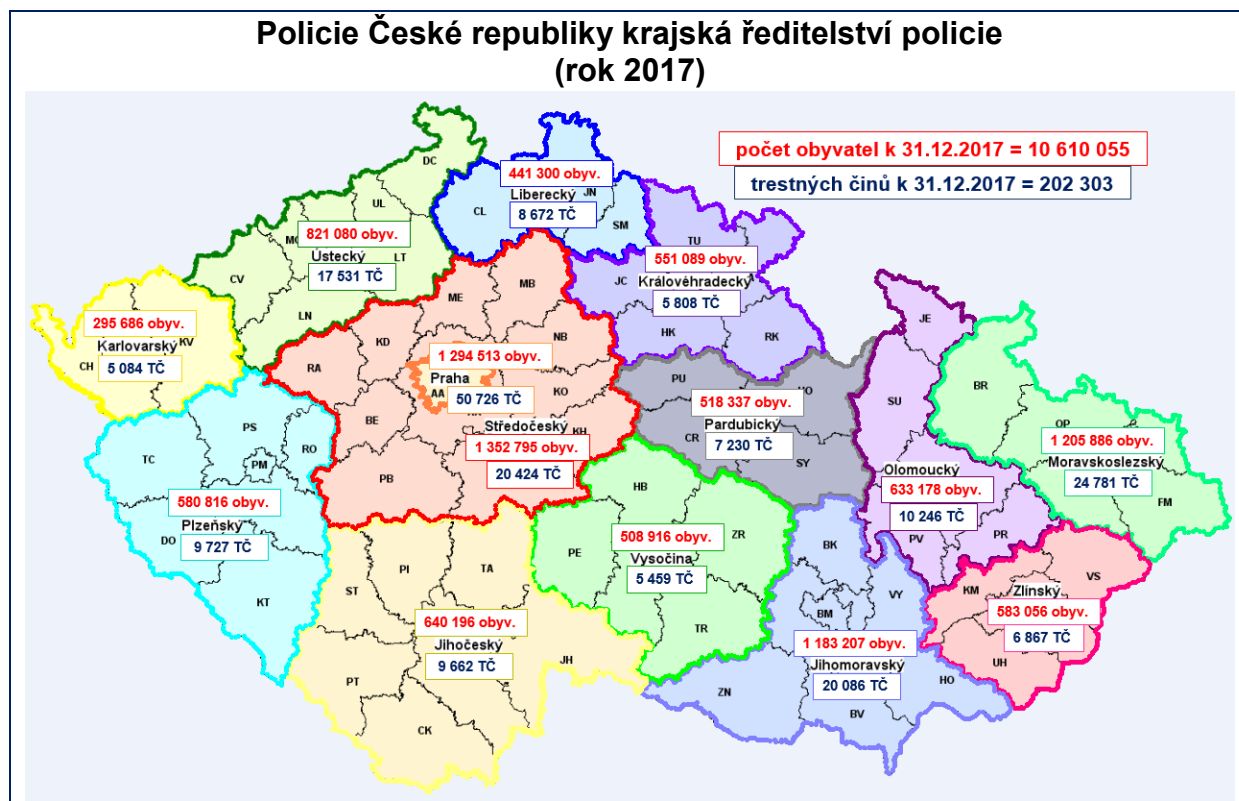 Policie České republiky krajská ředitelství policie
(rok 2017)
počet obyvatel k 31.12.2017 = 10 610 055
trestných činů k 31.12.2017 = 202 303
DC
UL
821 080 obyv.
Ústecký
LT
17 531 TČ
CV
LN
441 300 obyv.
JN
Liberecký
CL
8 672 TČ
SM
TU
551 089 obyv.
JC
Královéhradecký
5 808 TČ
HK
RK
295 686 obyv.
KV
Karlovarský
CH
5 084 TČ
ME
MB
KD
NB
RA
1 294 513 obyv.
Praha
AA
50 726 TČ
KO
BE
Středočeský
KH
1 352 795 obyv.
PB
20 424 TČ
PU
518 337 obyv.
Pardubický
CR
7 230 TČ
SY
JE
SU
Olomoucký
633 178 obyv.
10 246 TČ
PV
PR
BR
OP
1 205 886 obyv.
Moravskoslezský
24 781 TČ
FM
PS
TC
RO
PM
580 816 obyv.
Plzeňský
DO
9 727 TČ
KT
HB
508 916 obyv.
ZR
PE
Vysočina
5 459 TČ
TR
PI
TA
ST
640 196 obyv.
Jihočeský
9 662 TČ
JH
PT
CK
BK
VY
BM
1 183 207 obyv.
Jihomoravský
20 086 TČ
HO
ZN
BV
VS
KM
Zlínský
583 056 obyv.
6 867 TČ
UH